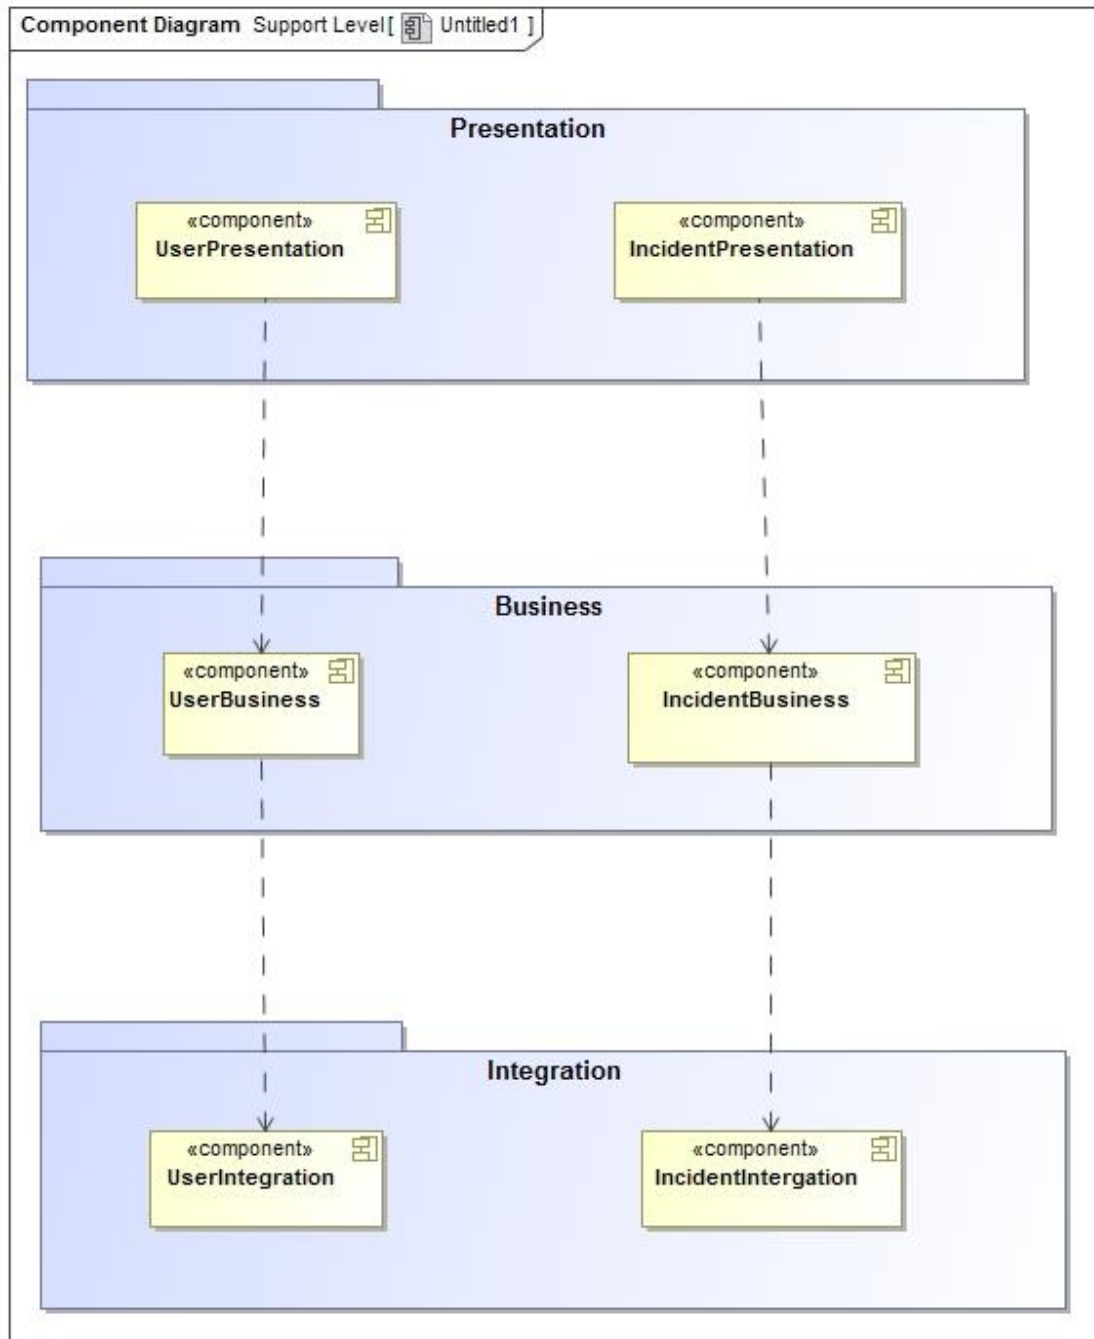 Component Diagram Support Level[ Untitled1 ]
Presentation
«component» «component»
UserPresentation IncidentPresentation
Business
«component» «component»
UserBusiness IncidentBusiness
Integration
«component» «component»
UserIntegration IncidentIntergation